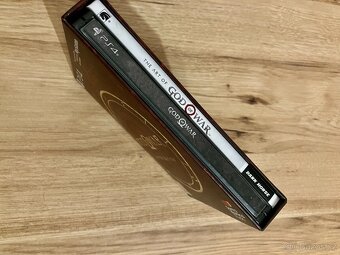 THE ART OF
GOD OF WAR
DARK HORSE
PS4
GOD OF WAR